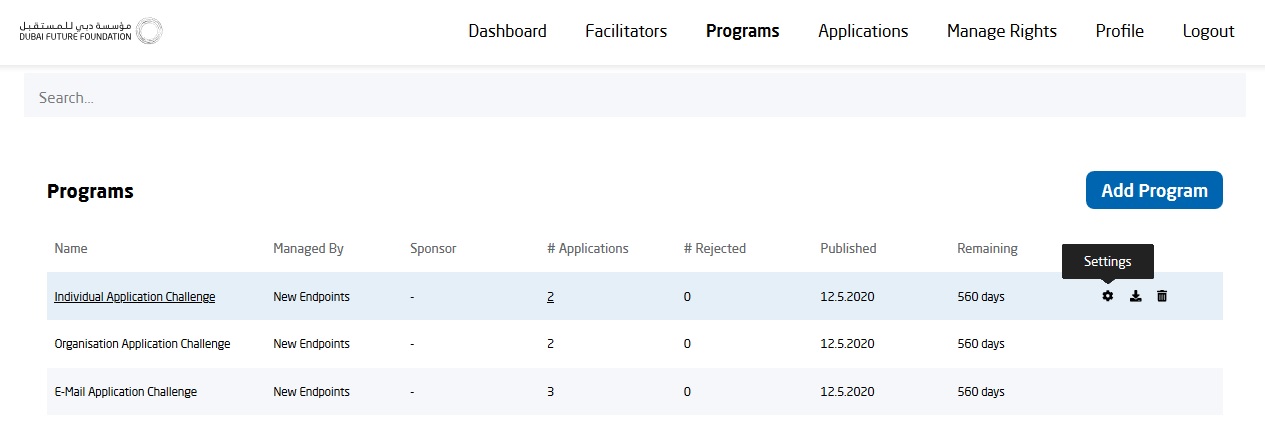 مؤسسة دبي للمستقبل
DUBAI FUTURE FOUNDATION
Dashboard Facilitators Programs Applications Manage Rights Profile Logout
Search...
Programs Add Program
Name Managed By Sponsor # Applications # Rejected Published Remaining
Settings
Individual Application Challenge New Endpoints - 2 0 12.5.2020 560 days
Organisation Application Challenge New Endpoints - 2 0 12.5.2020 560 days
E-Mail Application Challenge New Endpoints - 3 0 12.5.2020 560 days